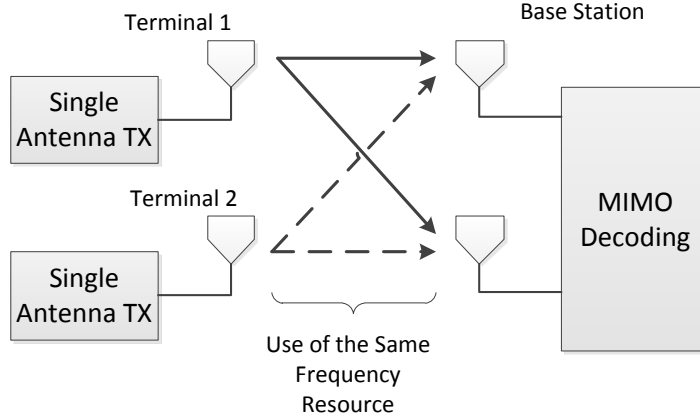 Base Station
Terminal 1
Single
Antenna TX
Terminal 2
Single
Antenna TX
MIMO
Decoding
Use of the Same
Frequency
Resource